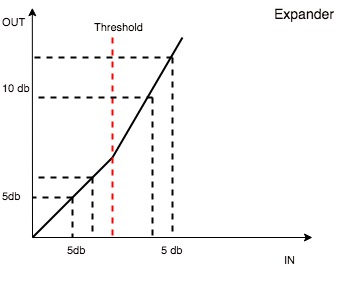 Expander
OUT
Threshold
10 db
5db
5db
5 db
IN